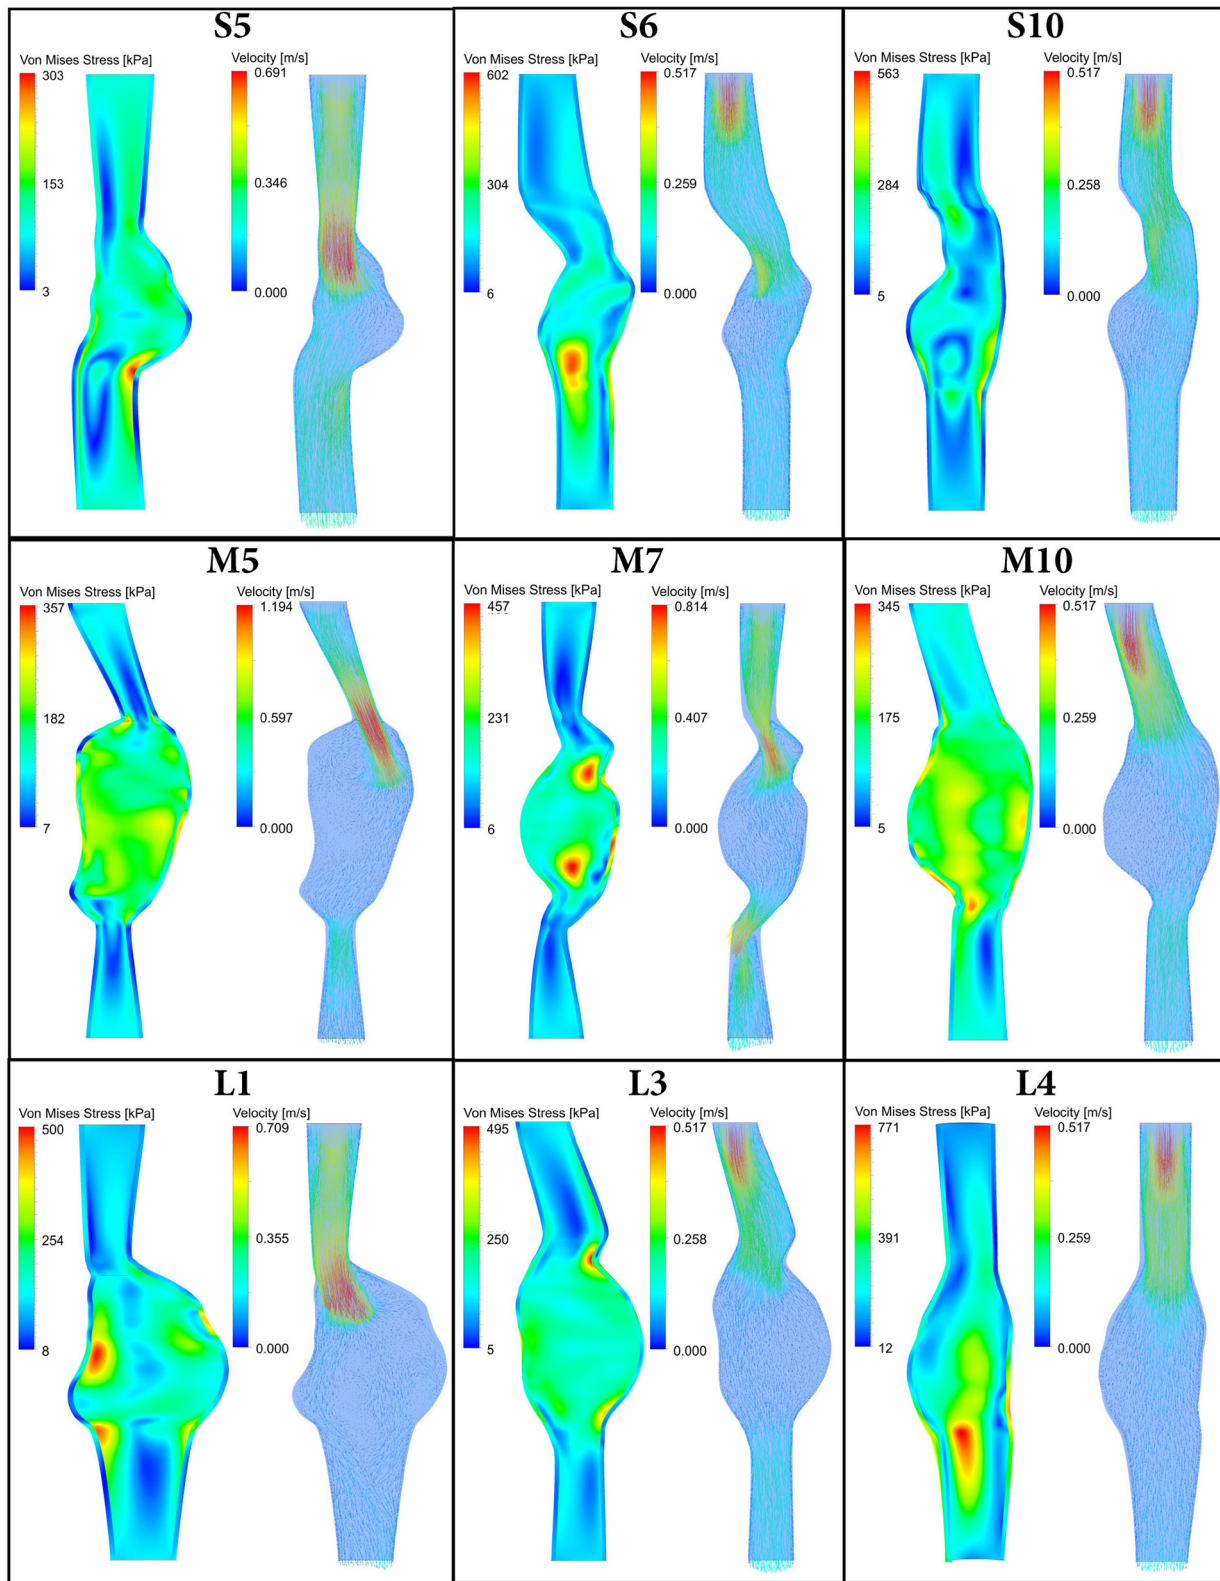 S5
Von Mises Stress [kPa]
303
153
3
Velocity [m/s]
0.691
0.346
0.000
S6
Von Mises Stress [kPa]
602
304
6
Velocity [m/s]
0.517
0.259
0.000
S10
Von Mises Stress [kPa]
563
284
5
Velocity [m/s]
0.517
0.258
0.000
M5
Von Mises Stress [kPa]
357
182
7
Velocity [m/s]
1.194
0.597
0.000
M7
Von Mises Stress [kPa]
457
231
6
Velocity [m/s]
0.814
0.407
0.000
M10
Von Mises Stress [kPa]
345
175
5
Velocity [m/s]
0.517
0.259
0.000
L1
Von Mises Stress [kPa]
500
254
8
Velocity [m/s]
0.709
0.355
0.000
L3
Von Mises Stress [kPa]
495
250
5
Velocity [m/s]
0.517
0.258
0.000
L4
Von Mises Stress [kPa]
771
391
12
Velocity [m/s]
0.517
0.259
0.000